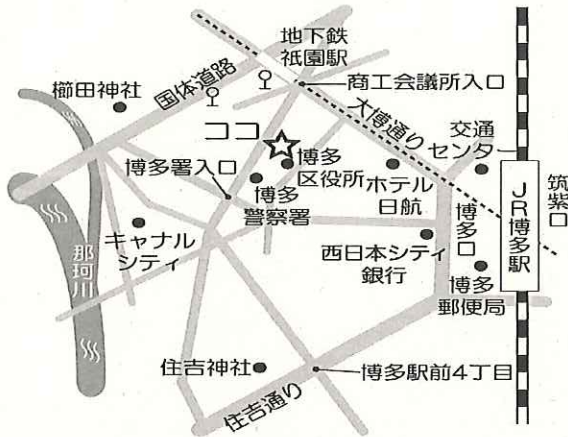 地下鉄
祇園駅
櫛田神社
国体道路
商工会議所入口
ココ
大博通り
交通
センター
博多署入口
博多
区役所
ホテル
日航
博多
警察署
JR博多駅
筑紫口
博多口
キャナル
シティ
那珂川
西日本シティ
銀行
博多
郵便局
住吉神社
博多駅前4丁目
住吉通り